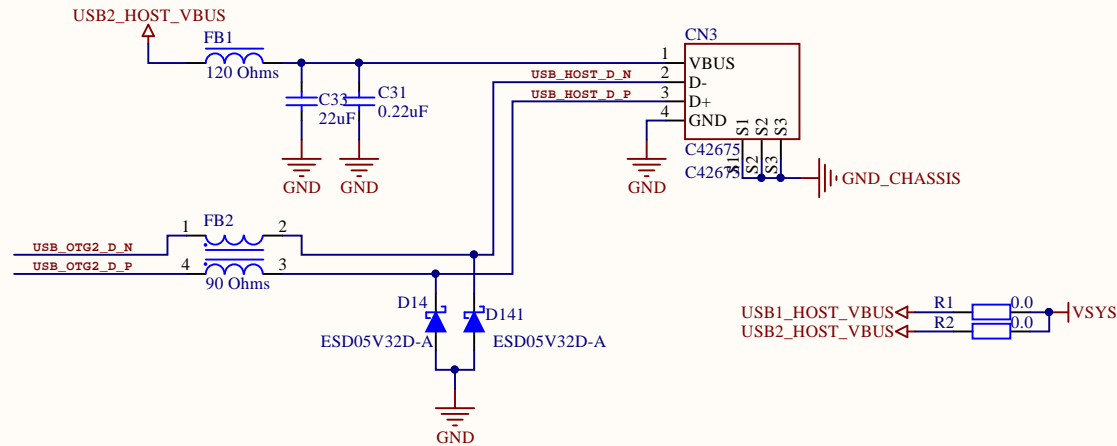 USB2_HOST_VBUS
FB1
120 Ohms
C33
22uF
C31
0.22uF
GND
GND
CN3
1
VBUS
USB_HOST_D_N
2
D-
USB_HOST_D_P
3
D+
4
GND
S1
S2
S3
C42675
C42675
S1
S2
S3
GND
GND_CHASSIS
USB_OTG2_D_N
1
FB2
2
USB_OTG2_D_P
4
3
90 Ohms
D14
ESD05V32D-A
D141
ESD05V32D-A
GND
USB1_HOST_VBUS
R1
0.0
VSYS
USB2_HOST_VBUS
R2
0.0